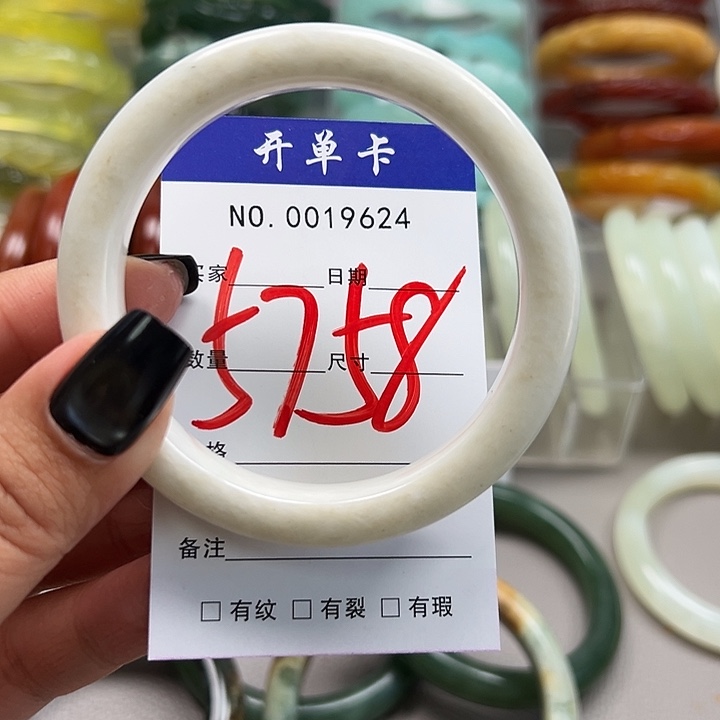 开单卡
NO. 0019624
买家 日期
5758
数量 尺寸
格
备注
□ 有纹 □ 有裂 □ 有瑕